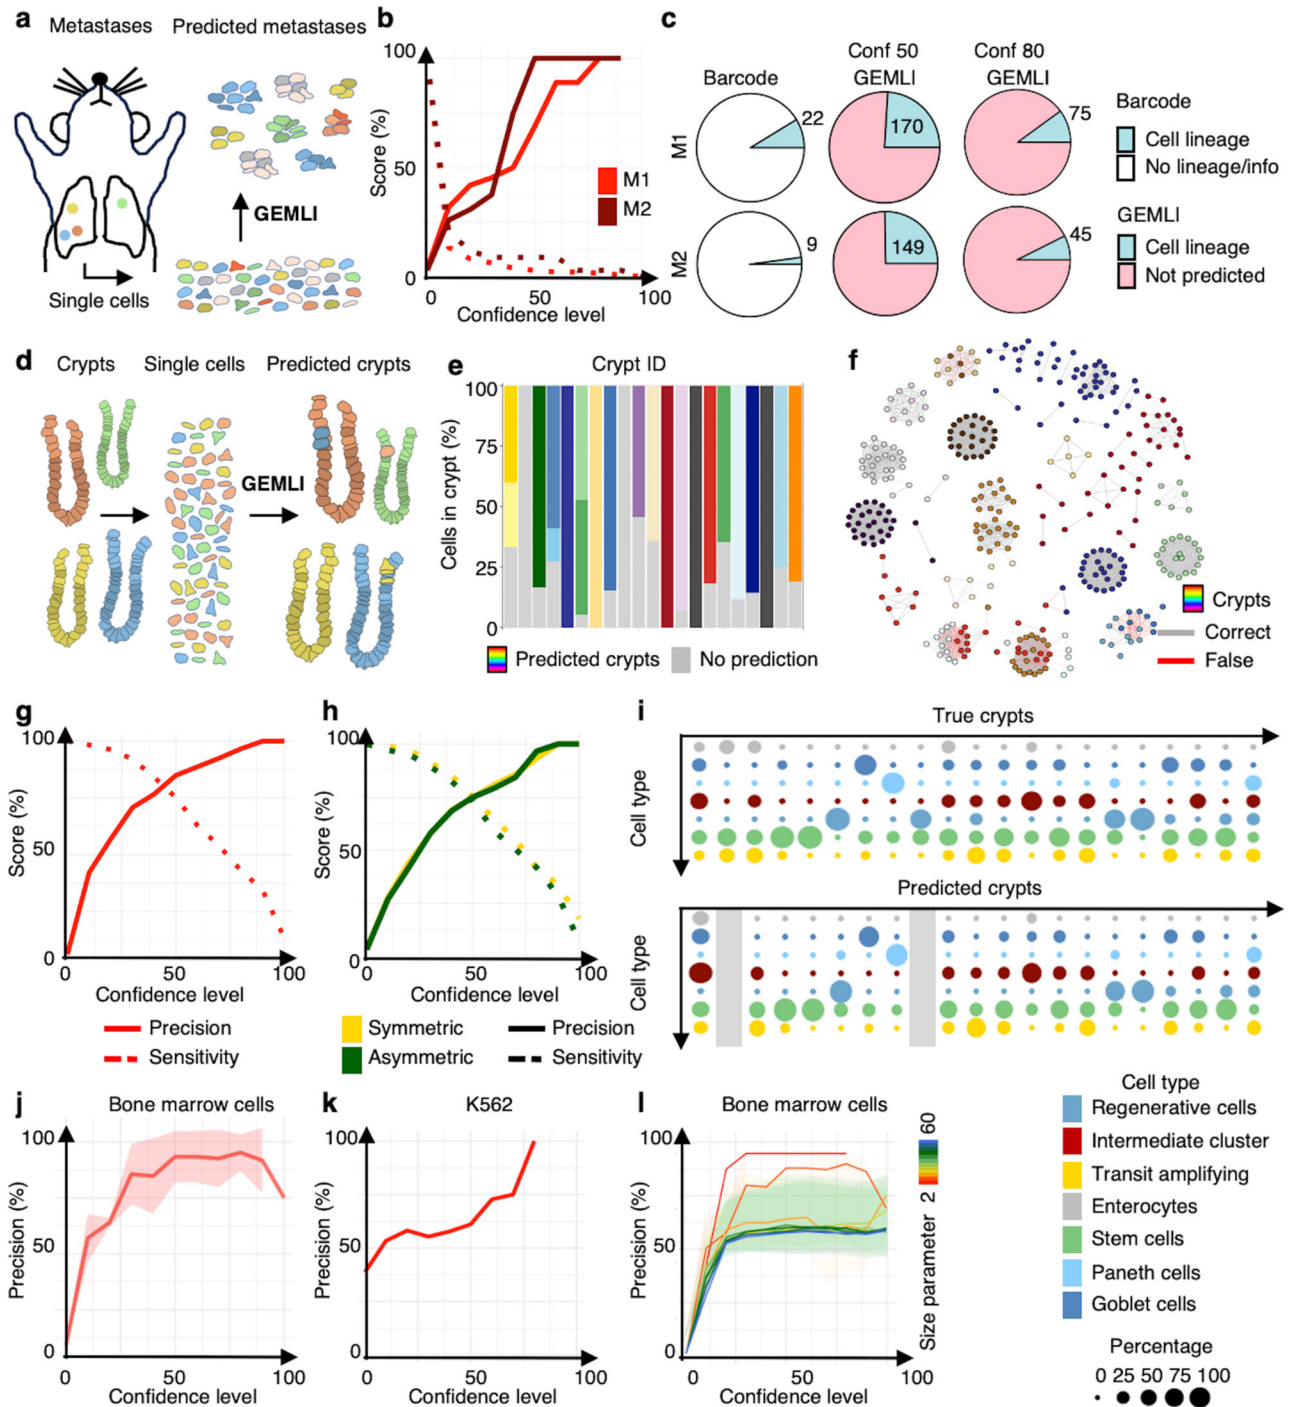 a
Metastases
Predicted metastases
GEMLI
Single cells
b
100
50
0
Score (%)
M1
M2
0
50
100
Confidence level
c
Conf 50
Conf 80
Barcode
GEMLI
GEMLI
M1
22
170
75
M2
9
149
45
Barcode
Cell lineage
No lineage/info
GEMLI
Cell lineage
Not predicted
d
Crypts
Single cells
Predicted crypts
GEMLI
e
Crypt ID
100
75
50
25
0
Cells in crypt (%)
Predicted crypts
No prediction
f
Crypts
Correct
False
g
100
50
0
Score (%)
0
50
100
Confidence level
Precision
Sensitivity
h
100
50
0
Score (%)
0
50
100
Confidence level
Symmetric
Asymmetric
Precision
Sensitivity
i
True crypts
Cell type
Predicted crypts
Cell type
j
Bone marrow cells
100
50
0
Precision (%)
0
50
100
Confidence level
k
K562
100
50
0
Precision (%)
0
50
100
Confidence level
l
Bone marrow cells
100
50
0
Precision (%)
0
50
100
Confidence level
Size parameter 2 60
Cell type
Regenerative cells
Intermediate cluster
Transit amplifying
Enterocytes
Stem cells
Paneth cells
Goblet cells
Percentage
0 25 50 75 100